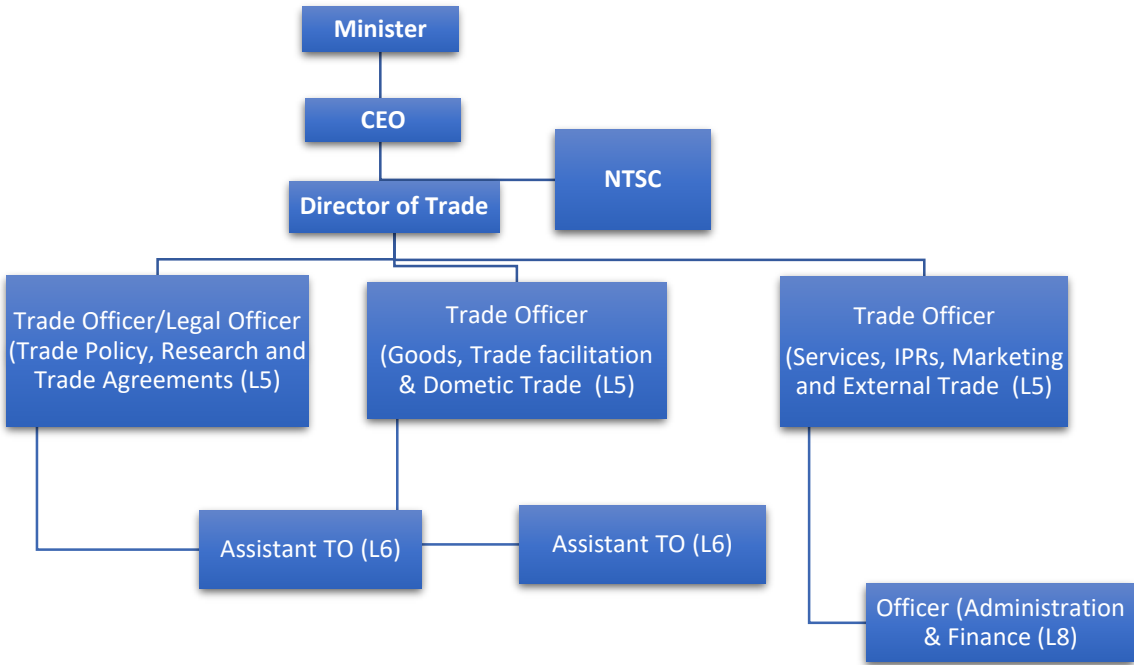 Minister
CEO
NTSC
Director of Trade
Trade Officer/Legal Officer
(Trade Policy, Research and
Trade Agreements (L5)
Trade Officer
(Goods, Trade facilitation
& Dometic Trade (L5)
Trade Officer
(Services, IPRs, Marketing
and External Trade (L5)
Assistant TO (L6)
Assistant TO (L6)
Officer (Administration
& Finance (L8)